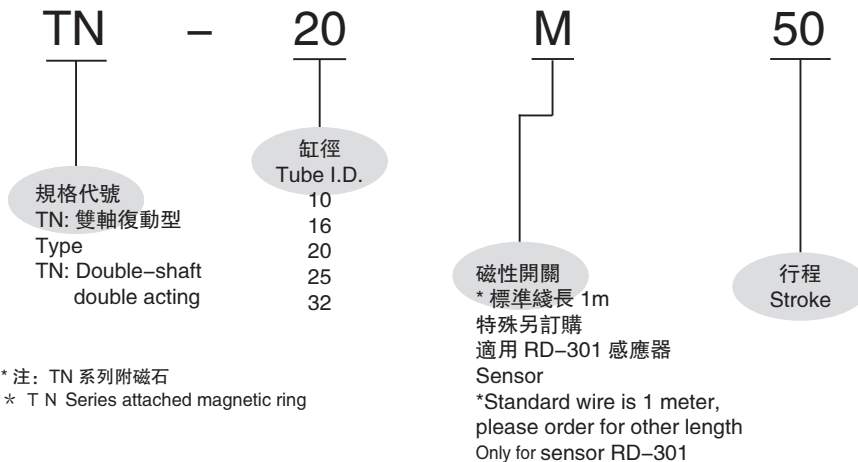 TN – 20 M 50
規格代號
TN: 雙軸復動型
Type
TN: Double–shaft
double acting
缸徑
Tube I.D.
10
16
20
25
32
磁性開關
* 標準綫長 1m
特殊另訂購
適用 RD–301 感應器
Sensor
*Standard wire is 1 meter,
please order for other length
Only for sensor RD–301
行程
Stroke
* 注：TN 系列附磁石
* T N Series attached magnetic ring